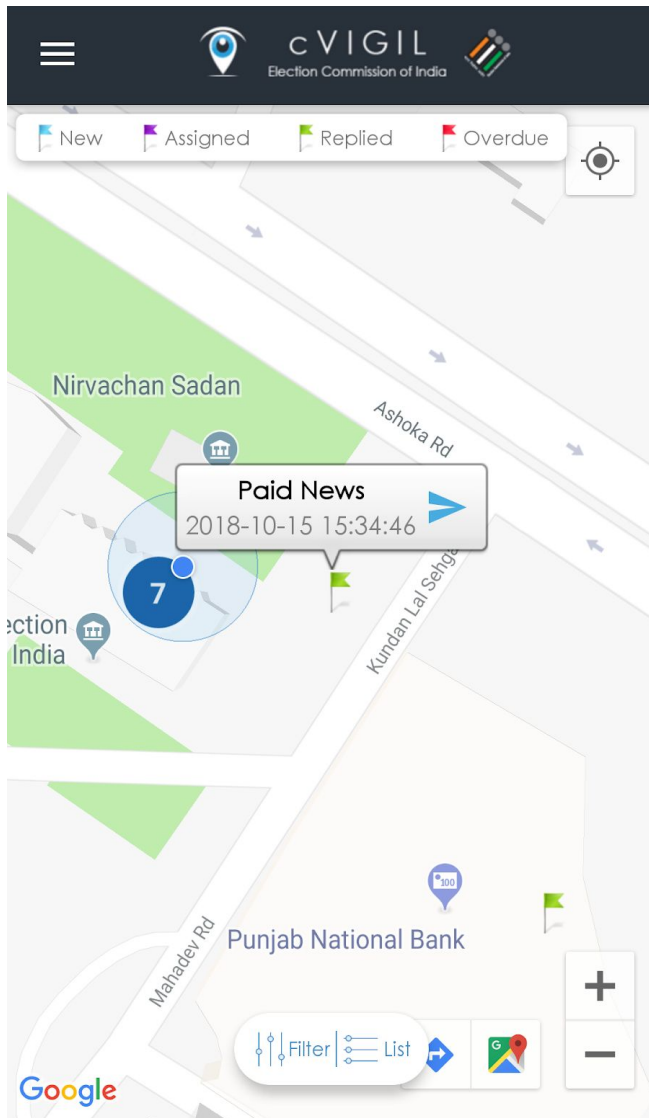 cVIGIL
Election Commission of India
New
Assigned
Replied
Overdue
Nirvachan Sadan
Ashoka Rd
Paid News
2018-10-15 15:34:46
7
ection
India
Kundan Lal Sehga
100
Punjab National Bank
Mahadev Rd
Filter
List
G
Google